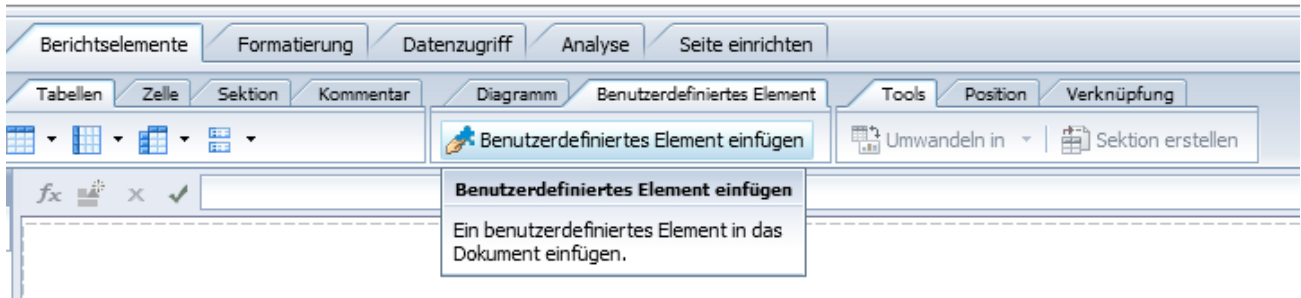 Berichtselemente Formatierung Datenzugriff Analyse Seite einrichten
Tabellen Zelle Sektion Kommentar Diagramm Benutzerdefiniertes Element Tools Position Verknüpfung
Benutzerdefiniertes Element einfügen Umwandeln in Sektion erstellen
fx
Benutzerdefiniertes Element einfügen
Ein benutzerdefiniertes Element in das
Dokument einfügen.